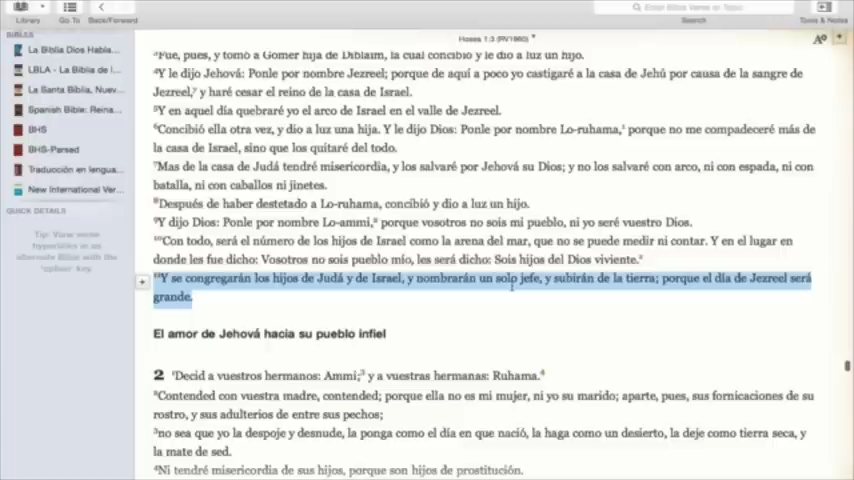 Library
Go To
Back/Forward
Enter Bible Verse or Topic
Search
Tools & Notes
Hosea 1:3 (RV1960)
BIBLES
La Biblia Dios Habla...
LBLA - La Biblia de l...
La Santa Biblia, Nuev...
Spanish Bible: Reina...
BHS
BHS-Parsed
Traducción en lengua...
New International Ver...
QUICK DETAILS
Tip: View some
hyperlinks in an
alternate Bible with the
'option' key.
³Fue, pues, y tomó a Gomer hija de Diblaim, la cual concibió y le dio a luz un hijo.
⁴Y le dijo Jehová: Ponle por nombre Jezreel; porque de aquí a poco yo castigaré a la casa de Jehú por causa de la sangre de
Jezreel,ʸ y haré cesar el reino de la casa de Israel.
⁵Y en aquel día quebraré yo el arco de Israel en el valle de Jezreel.
⁶Concibió ella otra vez, y dio a luz una hija. Y le dijo Dios: Ponle por nombre Lo-ruhama,¹ porque no me compadeceré más de
la casa de Israel, sino que los quitaré del todo.
⁷Mas de la casa de Judá tendré misericordia, y los salvaré por Jehová su Dios; y no los salvaré con arco, ni con espada, ni con
batalla, ni con caballos ni jinetes.
⁸Después de haber destetado a Lo-ruhama, concibió y dio a luz un hijo.
⁹Y dijo Dios: Ponle por nombre Lo-ammi,² porque vosotros no sois mi pueblo, ni yo seré vuestro Dios.
¹⁰Con todo, será el número de los hijos de Israel como la arena del mar, que no se puede medir ni contar. Y en el lugar en
donde les fue dicho: Vosotros no sois pueblo mío, les será dicho: Sois hijos del Dios viviente.ᶻ
¹¹Y se congregarán los hijos de Judá y de Israel, y nombrarán un solo jefe, y subirán de la tierra; porque el día de Jezreel será
grande.
El amor de Jehová hacia su pueblo infiel
2 ¹Decid a vuestros hermanos: Ammi;³ y a vuestras hermanas: Ruhama.⁴
²Contended con vuestra madre, contended; porque ella no es mi mujer, ni yo su marido; aparte, pues, sus fornicaciones de su
rostro, y sus adulterios de entre sus pechos;
³no sea que yo la despoje y desnude, la ponga como el día en que nació, la haga como un desierto, la deje como tierra seca, y
la mate de sed.
⁴Ni tendré misericordia de sus hijos, porque son hijos de prostitución.